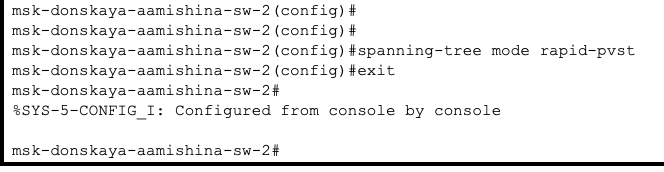 msk-donskaya-aamishina-sw-2(config)#
msk-donskaya-aamishina-sw-2(config)#
msk-donskaya-aamishina-sw-2(config)#spanning-tree mode rapid-pvst
msk-donskaya-aamishina-sw-2(config)#exit
msk-donskaya-aamishina-sw-2#
%SYS-5-CONFIG_I: Configured from console by console
msk-donskaya-aamishina-sw-2#